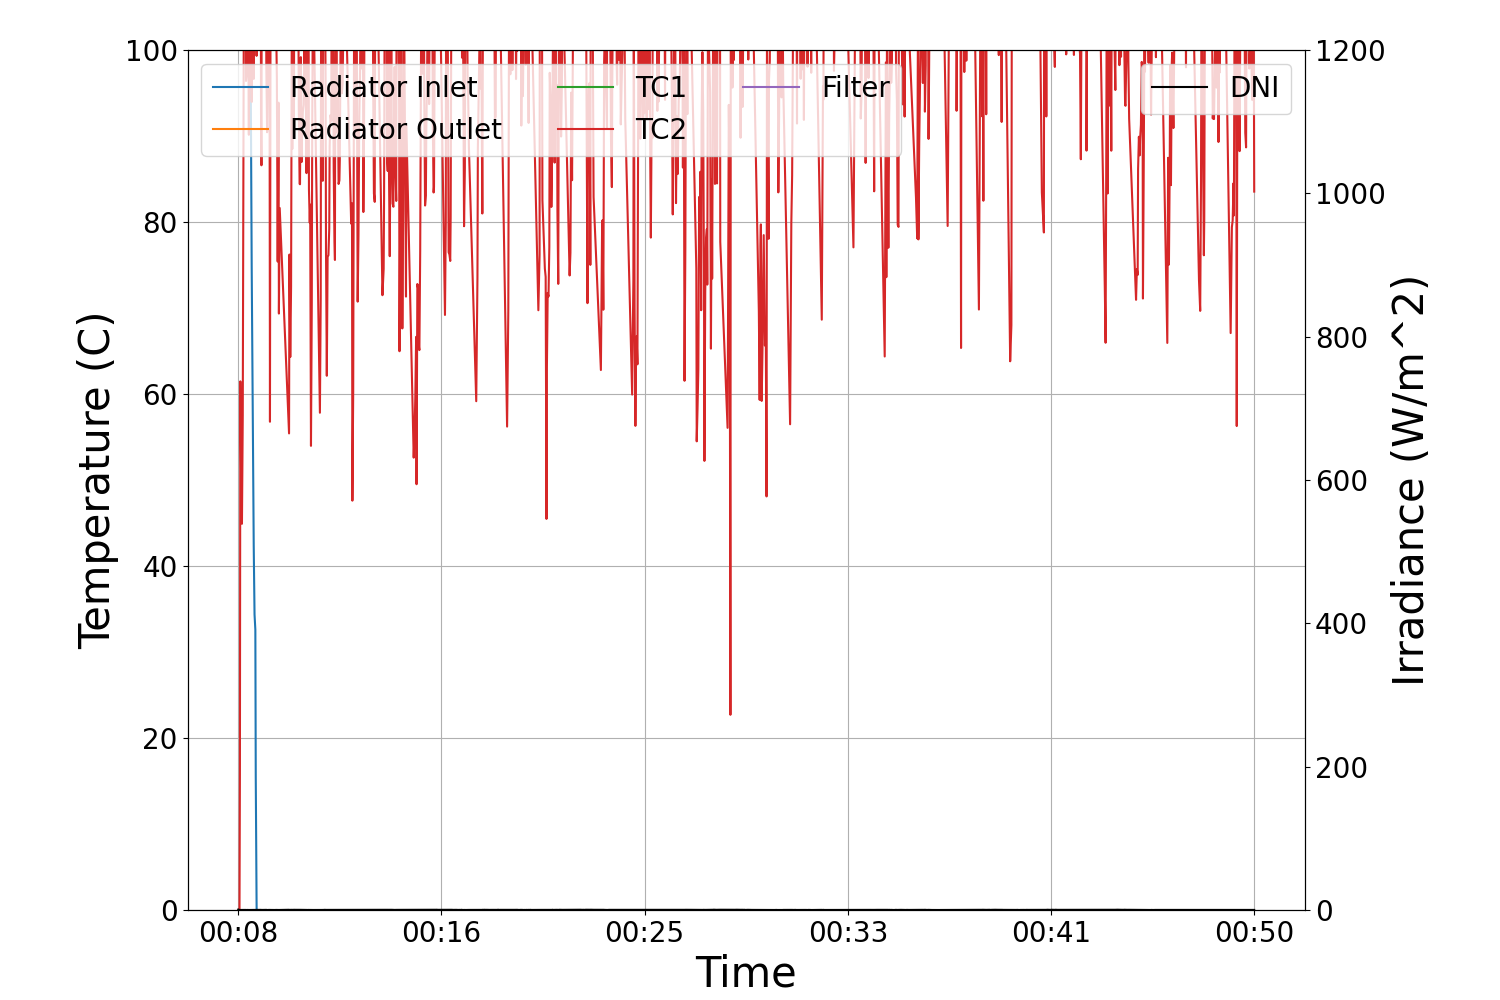 100
80
60
40
20
0
Temperature (C)
Radiator Inlet
Radiator Outlet
TC1
TC2
Filter
DNI
1200
1000
800
600
400
200
0
Irradiance (W/m^2)
00:08 00:16 00:25 00:33 00:41 00:50
Time